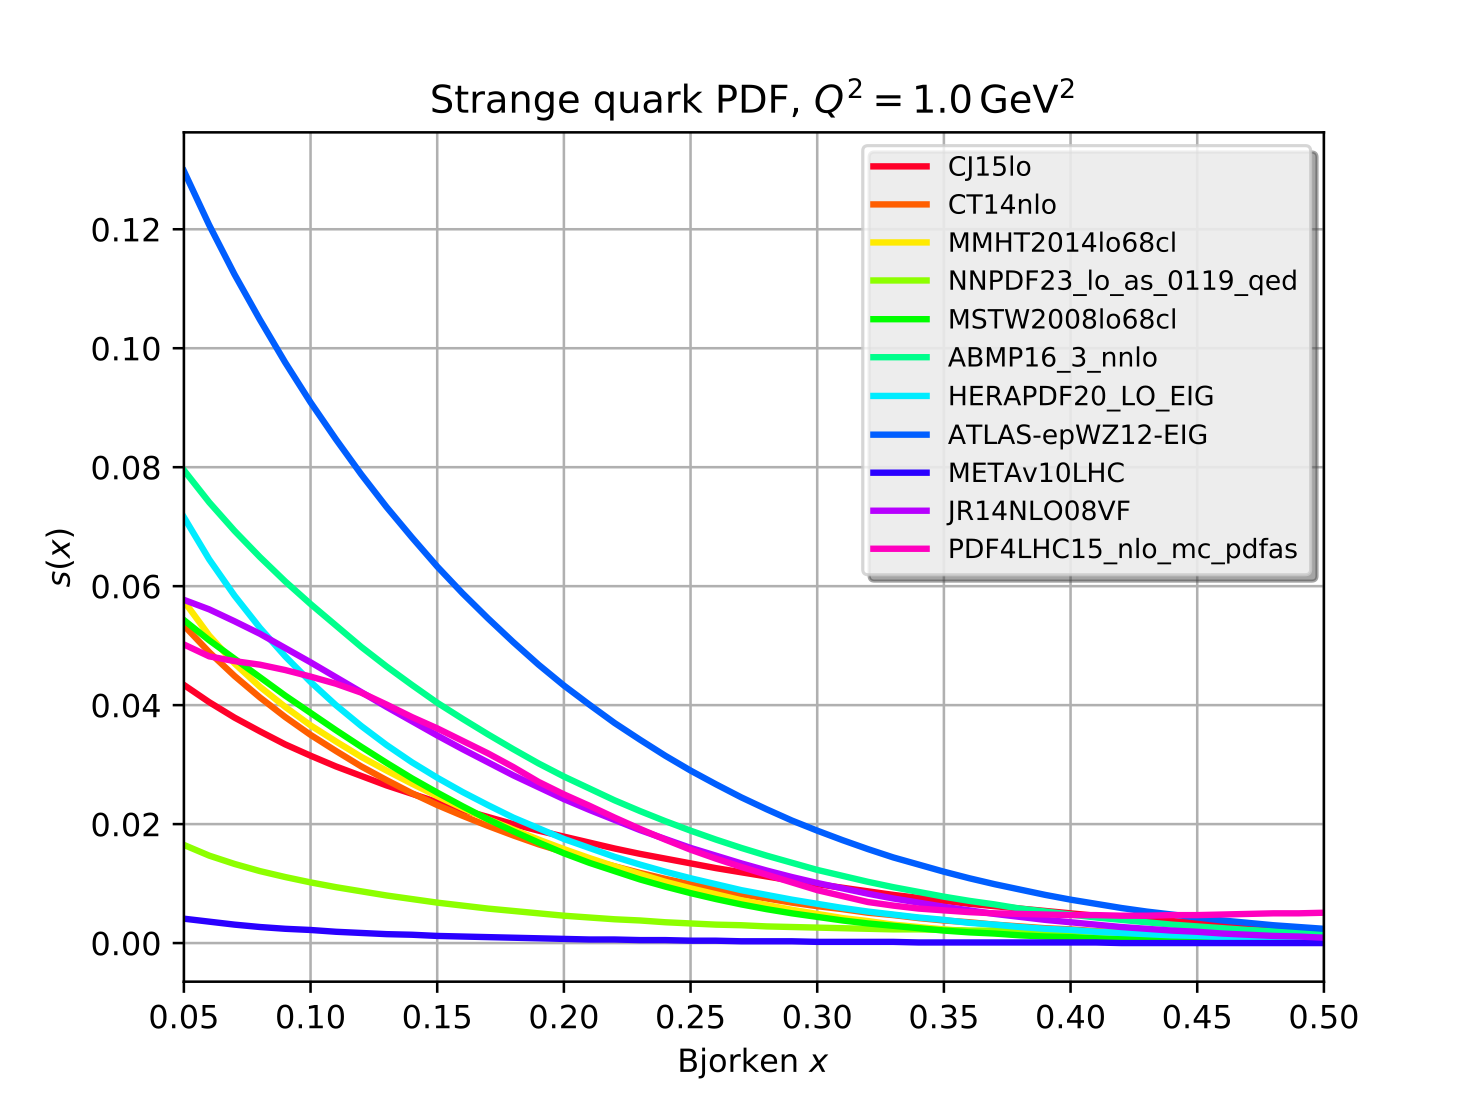 Strange quark PDF, Q² = 1.0 GeV²
CJ15lo
CT14nlo
MMHT2014lo68cl
NNPDF23_lo_as_0119_qed
MSTW2008lo68cl
ABMP16_3_nnlo
HERAPDF20_LO_EIG
ATLAS-epWZ12-EIG
METAv10LHC
JR14NLO08VF
PDF4LHC15_nlo_mc_pdfas
0.12
0.10
0.08
0.06
0.04
0.02
0.00
s(x)
0.05 0.10 0.15 0.20 0.25 0.30 0.35 0.40 0.45 0.50
Bjorken x